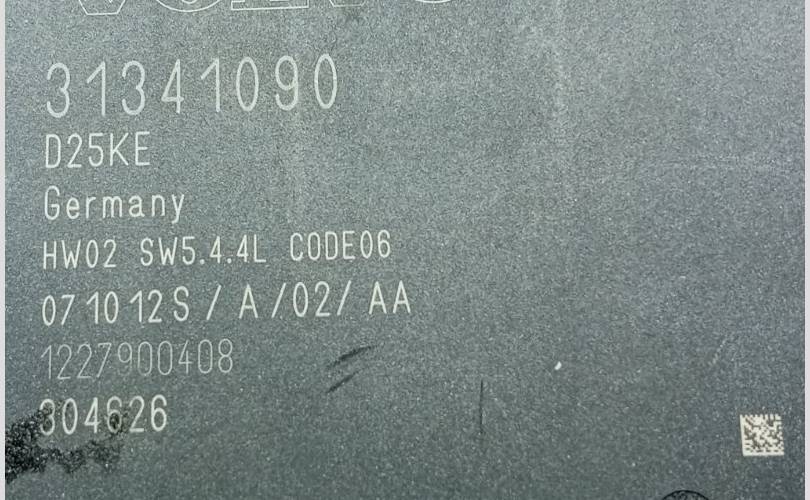 31341090
D25KE
Germany
HW02 SW5.4.4L CODE06
07 10 12 S / A /02/ AA
1227900408
304626